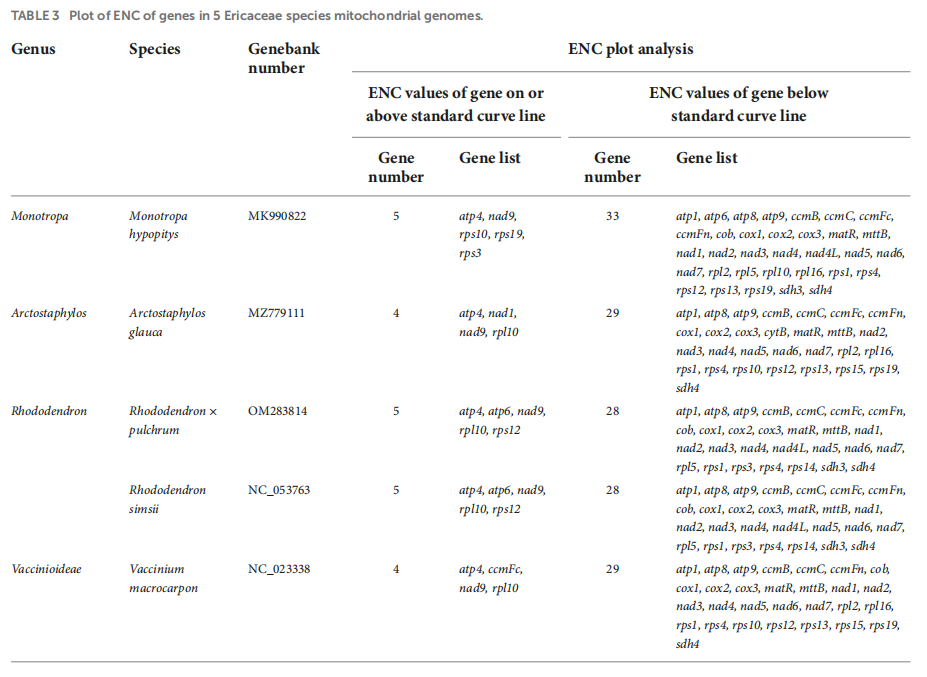 TABLE 3 Plot of ENC of genes in 5 Ericaceae species mitochondrial genomes.
Genus Species Genebank number ENC plot analysis
ENC values of gene on or above standard curve line
ENC values of gene below standard curve line
Gene number Gene list Gene number Gene list
Monotropa Monotropa MK990822 5 atp4, nad9, 33 atp1, atp6, atp8, atp9, ccmB, ccmC, ccmFc,
hypopitys rps10, rps19, ccmFn, cob, cox1, cox2, cox3, matR, mttB,
rps3 nad1, nad2, nad3, nad4, nad4L, nad5, nad6,
nad7, rpl2, rpl5, rpl10, rpl16, rps1, rps4,
rps12, rps13, rps19, sdh3, sdh4
Arctostaphylos Arctostaphylos MZ779111 4 atp4, nad1, 29 atp1, atp8, atp9, ccmB, ccmC, ccmFc, ccmFn,
glauca nad9, rpl10 cox1, cox2, cox3, cytB, matR, mttB, nad2,
nad3, nad4, nad5, nad6, nad7, rpl2, rpl16,
rps1, rps4, rps10, rps12, rps13, rps15, rps19,
sdh4
Rhododendron Rhododendron × OM283814 5 atp4, atp6, nad9, 28 atp1, atp8, atp9, ccmB, ccmC, ccmFc, ccmFn,
pulchrum rpl10, rps12 cob, cox1, cox2, cox3, matR, mttB, nad1,
nad2, nad3, nad4, nad4L, nad5, nad6, nad7,
rpl5, rps1, rps3, rps4, rps14, sdh3, sdh4
Rhododendron NC_053763 5 atp4, atp6, nad9, 28 atp1, atp8, atp9, ccmB, ccmC, ccmFc, ccmFn,
simsii rpl10, rps12 cob, cox1, cox2, cox3, matR, mttB, nad1,
nad2, nad3, nad4, nad4L, nad5, nad6, nad7,
rpl5, rps1, rps3, rps4, rps14, sdh3, sdh4
Vaccinioideae Vaccinium NC_023338 4 atp4, ccmFc, 29 atp1, atp8, atp9, ccmB, ccmC, ccmFn, cob,
macrocarpon nad9, rpl10 cox1, cox2, cox3, matR, mttB, nad1, nad2,
nad3, nad4, nad5, nad6, nad7, rpl2, rpl16,
rps1, rps4, rps10, rps12, rps13, rps15, rps19,
sdh4